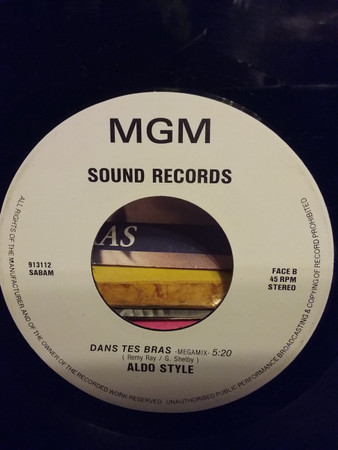 MGM
SOUND RECORDS
AS
913112
SABAM
FACE B
45 RPM
STEREO
DANS TES BRAS -MEGAMIX- 5:20
( Remy Ray / G. Shelby )
ALDO STYLE
ALL RIGHTS OF THE MANUFACTURER AND OF THE OWNER OF THE RECORDED WORK RESERVED UNAUTHORISED PUBLIC PERFORMANCE BROADCASTING & COPYING OF RECORD PROHIBITED